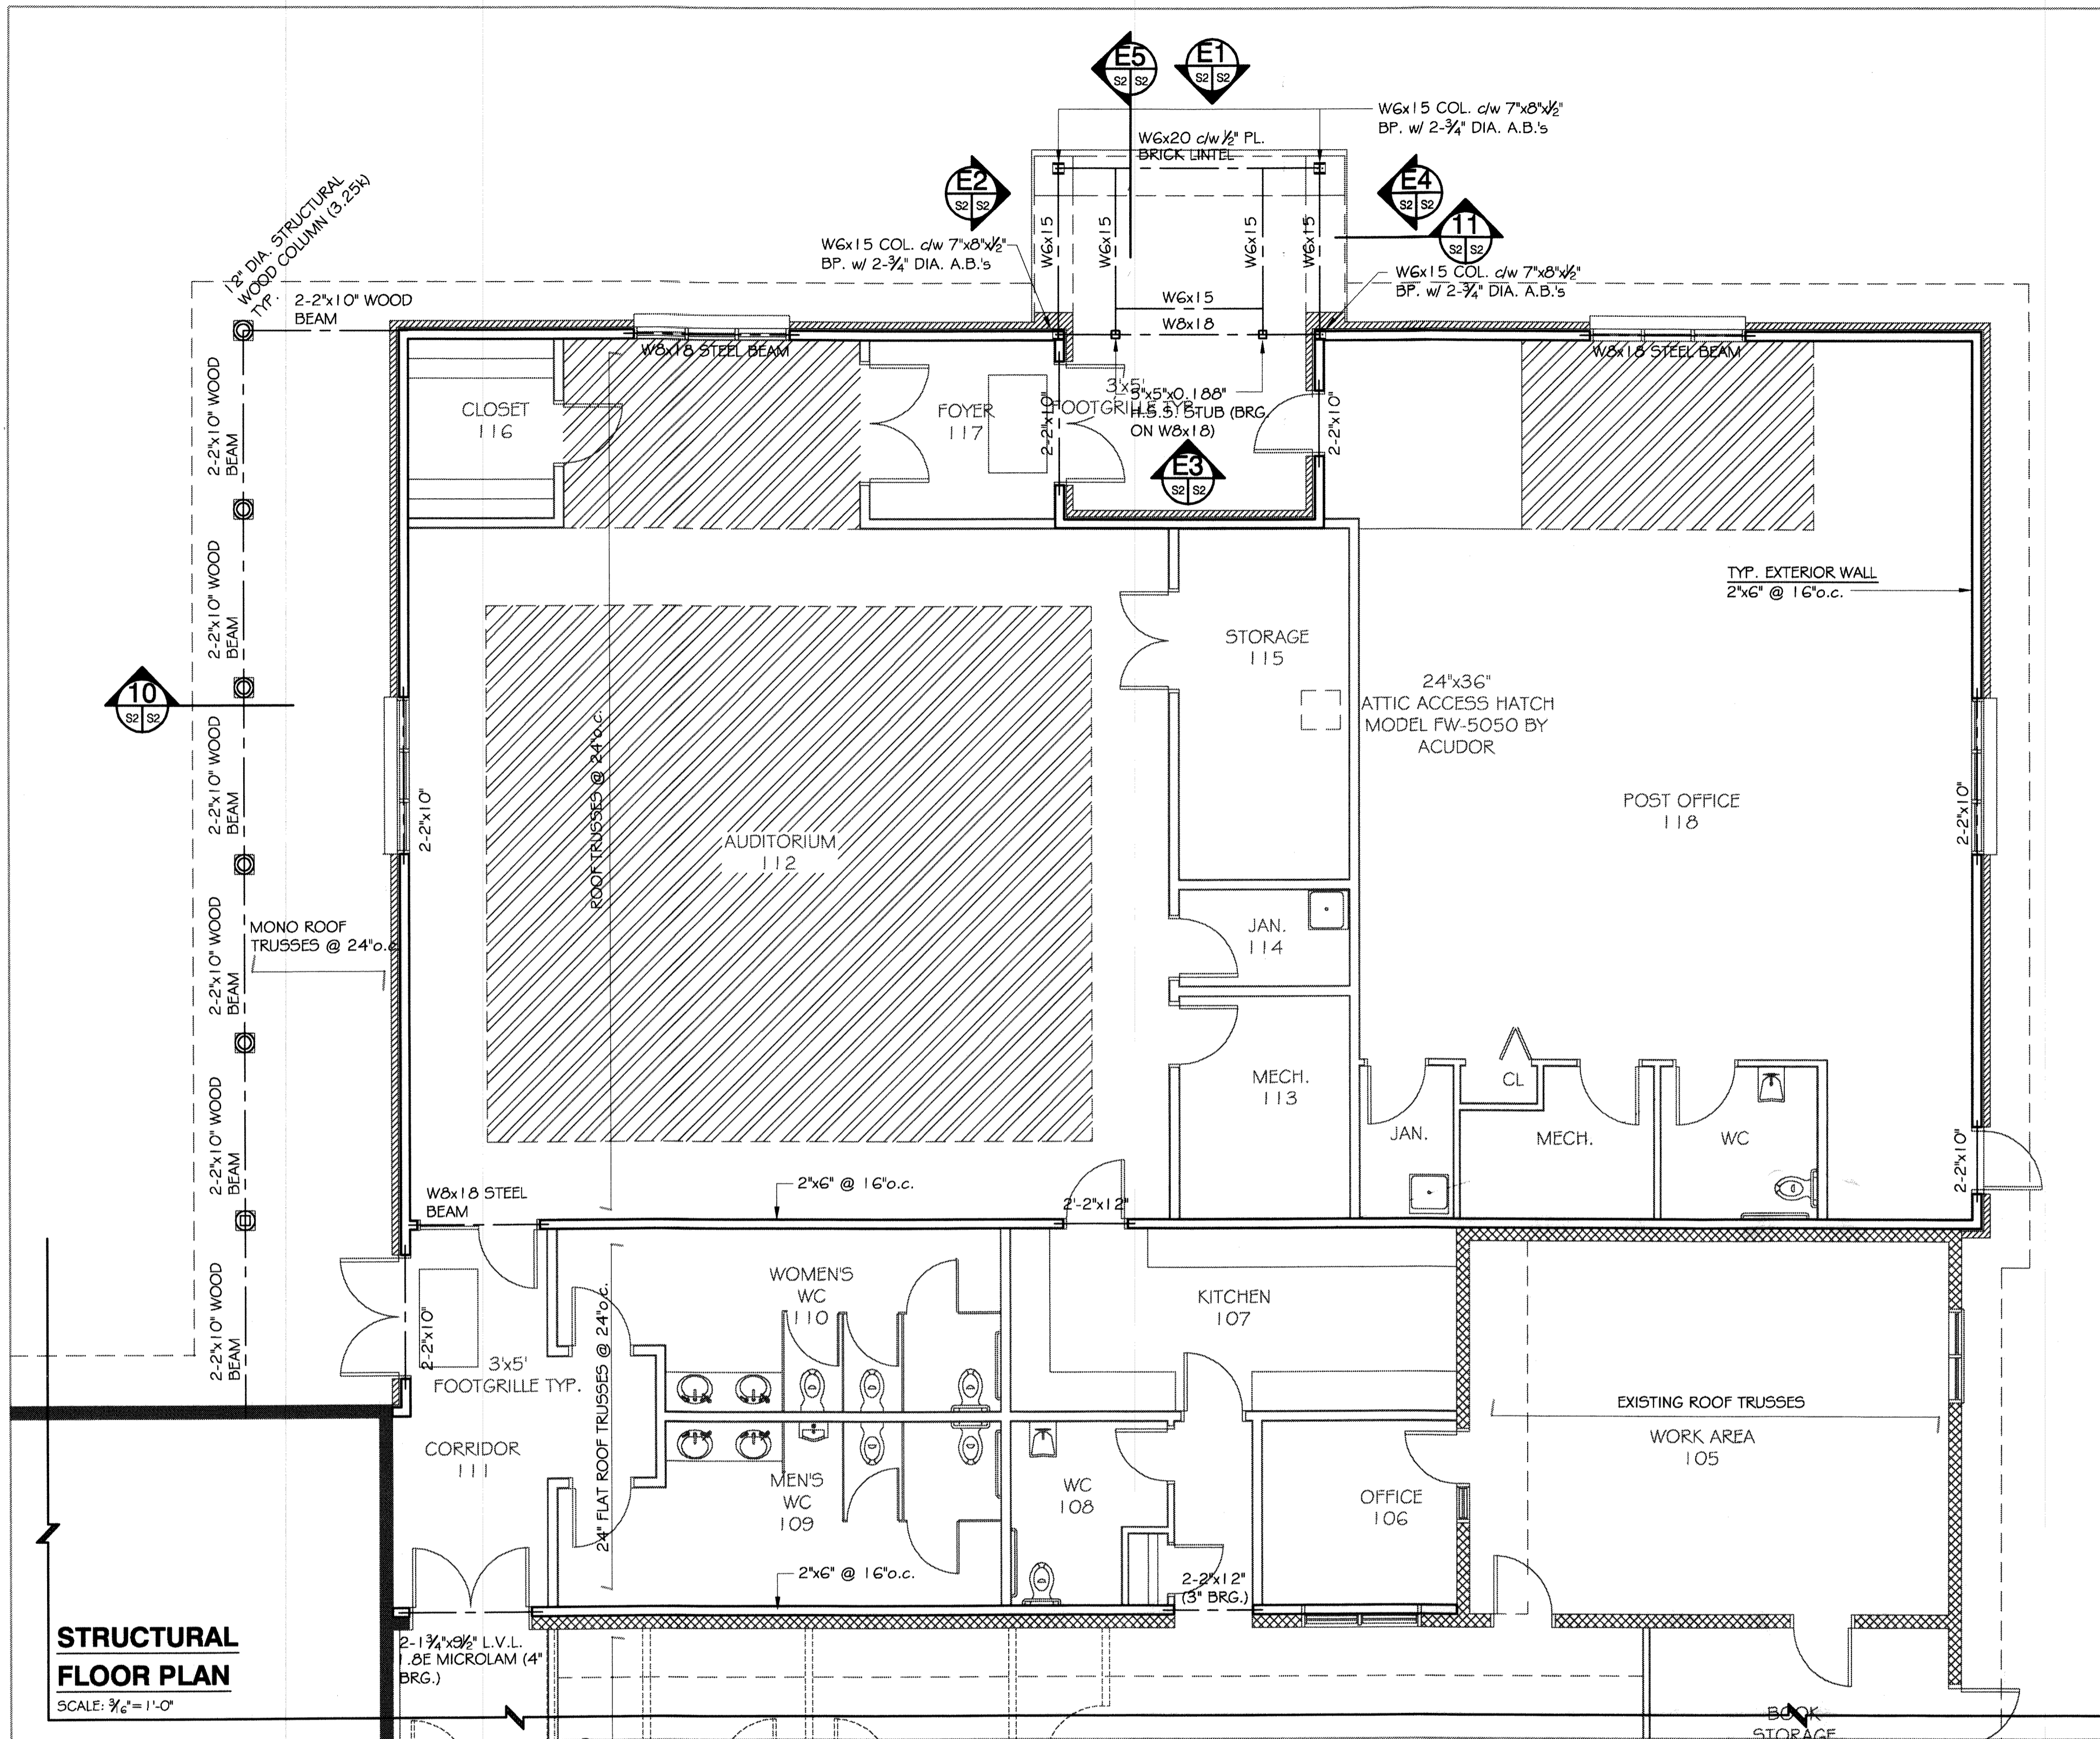 E5
S2 S2
E1
S2 S2
W6x15 COL. c/w 7"x8"x½"
BP. w/ 2-¾" DIA. A.B.'s
W6x20 c/w ½" PL.
BRICK LINTEL
E2
S2 S2
E4
S2 S2
11
S2 S2
12" DIA. STRUCTURAL
WOOD COLUMN (3.25k)
TYP.
2-2"x10" WOOD
BEAM
W6x15 COL. c/w 7"x8"x½"
BP. w/ 2-¾" DIA. A.B.'s
W6x15
W6x15
W6x15
W6x15
W6x15 COL. c/w 7"x8"x½"
BP. w/ 2-¾" DIA. A.B.'s
W6x15
W8x18
W8x18 STEEL BEAM
W8x18 STEEL BEAM
CLOSET
116
FOYER
117
2-2"x10"
3'x5'
FOOTGRILLE TYP.
5"x5"x0.188"
H.S.S. STUB (BRG.
ON W8x18)
2-2"x10"
E3
S2 S2
2-2"x10" WOOD
BEAM
2-2"x10" WOOD
BEAM
2-2"x10" WOOD
BEAM
2-2"x10" WOOD
BEAM
2-2"x10" WOOD
BEAM
2-2"x10" WOOD
BEAM
TYP. EXTERIOR WALL
2"x6" @ 16"o.c.
10
S2 S2
STORAGE
115
24"x36"
ATTIC ACCESS HATCH
MODEL FW-5050 BY
ACUDOR
ROOF TRUSSES @ 24"o.c.
2-2"x10"
AUDITORIUM
112
POST OFFICE
118
2-2"x10"
MONO ROOF
TRUSSES @ 24"o.c.
JAN.
114
MECH.
113
CL
JAN.
MECH.
WC
2-2"x10"
W8x18 STEEL
BEAM
2"x6" @ 16"o.c.
2'-2"x12"
WOMEN'S
WC
110
KITCHEN
107
2-2"x10"
3'x5'
FOOTGRILLE TYP.
24" FLAT ROOF TRUSSES @ 24"o.c.
EXISTING ROOF TRUSSES
WORK AREA
105
CORRIDOR
111
MEN'S
WC
109
WC
108
OFFICE
106
2"x6" @ 16"o.c.
2-2"x12"
(3" BRG.)
2-1¾"x9½" L.V.L.
1.8E MICROLAM (4"
BRG.)
STRUCTURAL
FLOOR PLAN
SCALE: 3/16"=1'-0"
BOOK
STORAGE